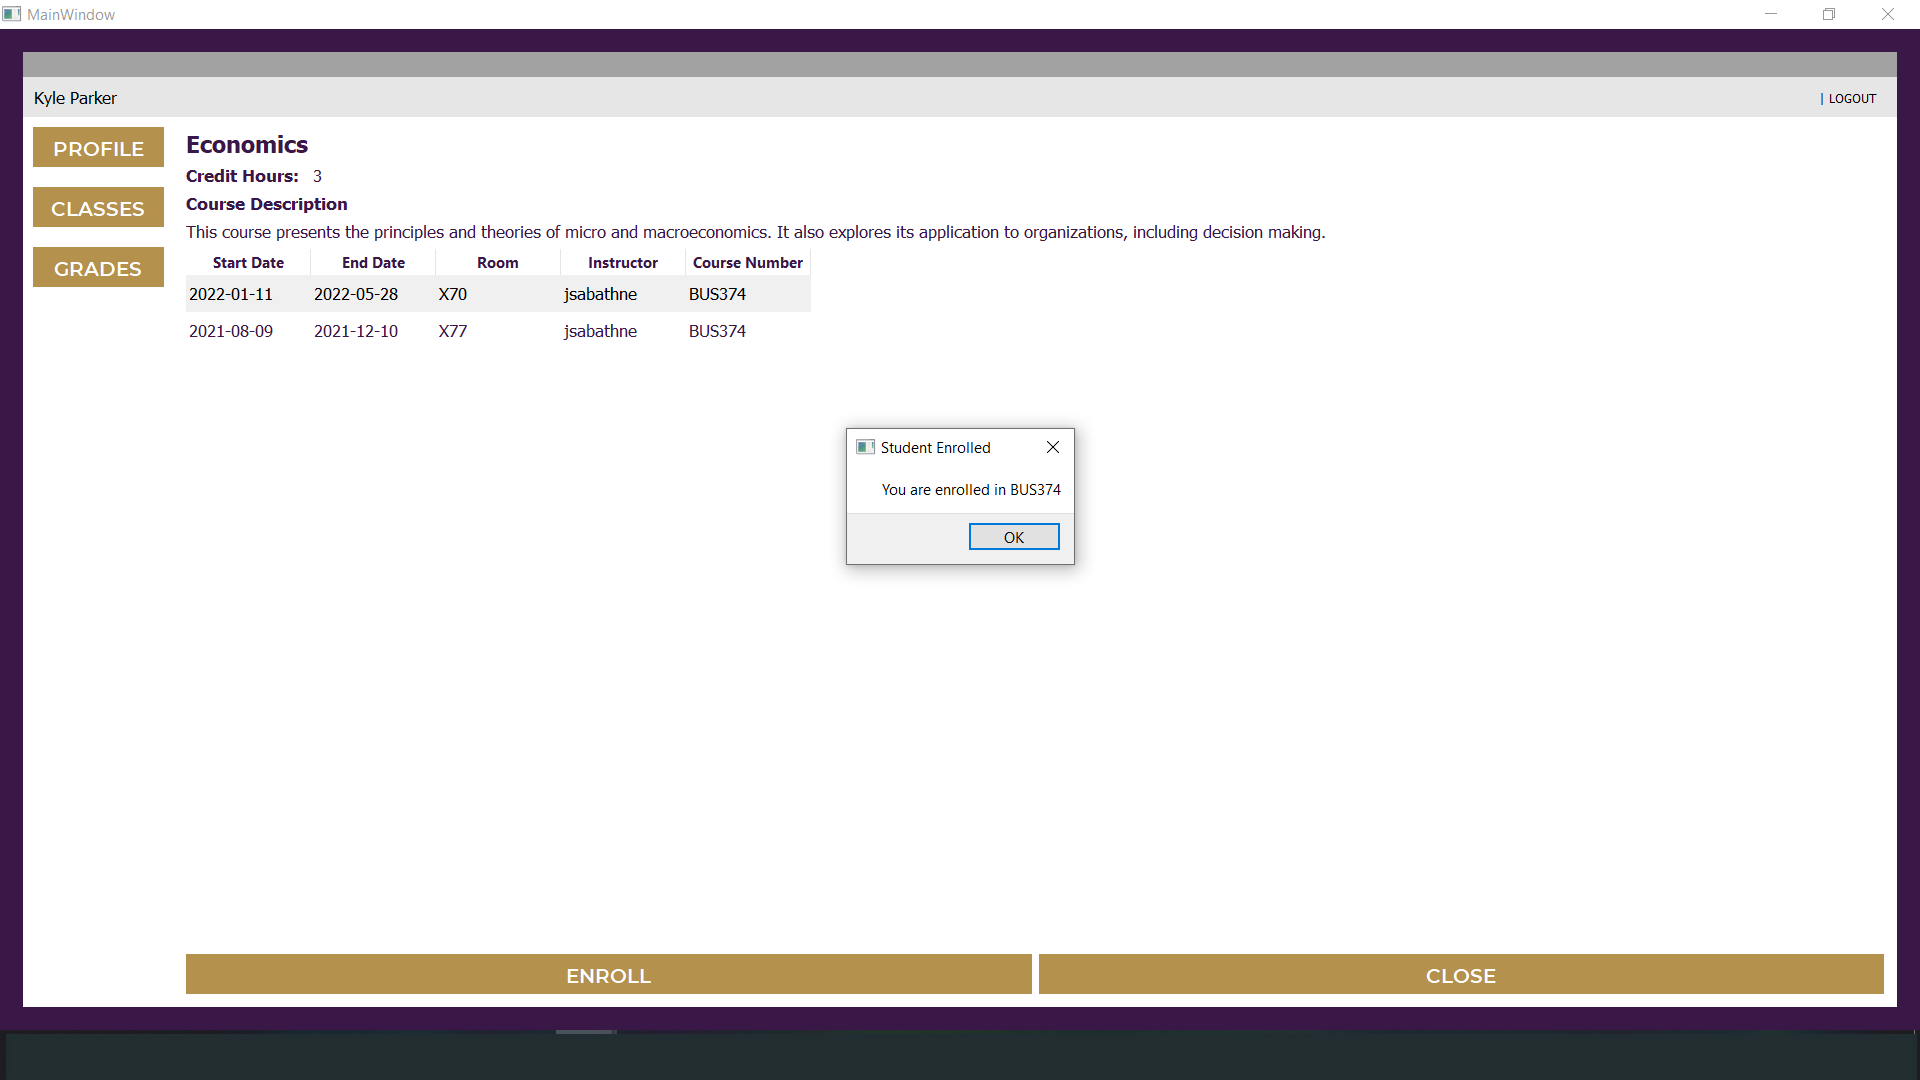 MainWindow
Kyle Parker
| LOGOUT
PROFILE
CLASSES
GRADES
Economics
Credit Hours: 3
Course Description
This course presents the principles and theories of micro and macroeconomics. It also explores its application to organizations, including decision making.
Start Date End Date Room Instructor Course Number
2022-01-11 2022-05-28 X70 jsabathne BUS374
2021-08-09 2021-12-10 X77 jsabathne BUS374
Student Enrolled
You are enrolled in BUS374
OK
ENROLL
CLOSE